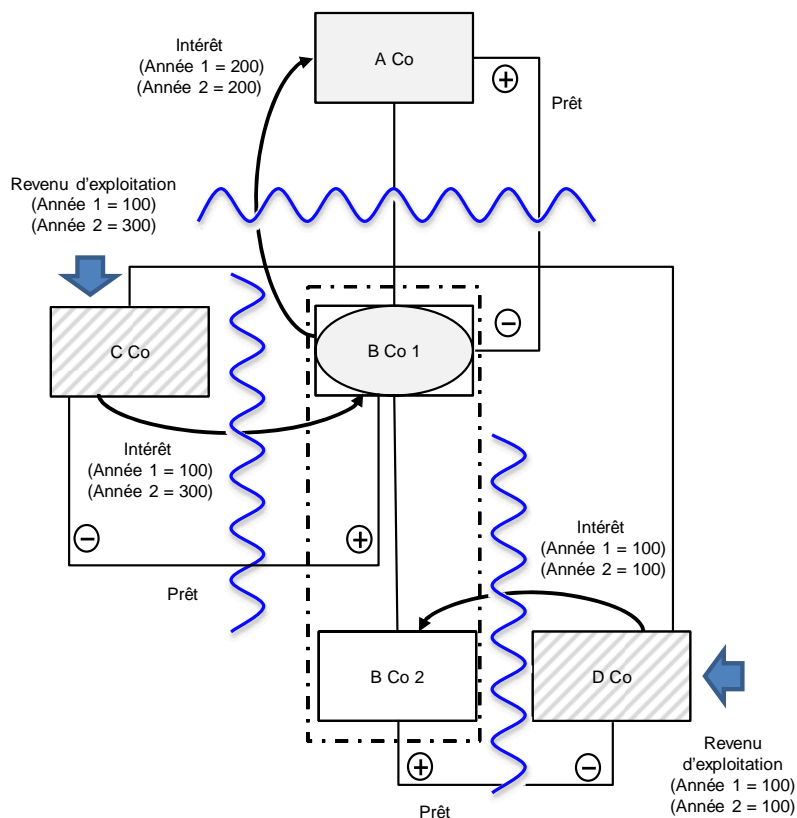 Intérêt
(Année 1 = 200)
(Année 2 = 200)
A Co
+
Prêt
Revenu d'exploitation
(Année 1 = 100)
(Année 2 = 300)
C Co
B Co 1
−
Intérêt
(Année 1 = 100)
(Année 2 = 300)
−
+
Prêt
Intérêt
(Année 1 = 100)
(Année 2 = 100)
B Co 2
D Co
+
−
Prêt
Revenu
d'exploitation
(Année 1 = 100)
(Année 2 = 100)